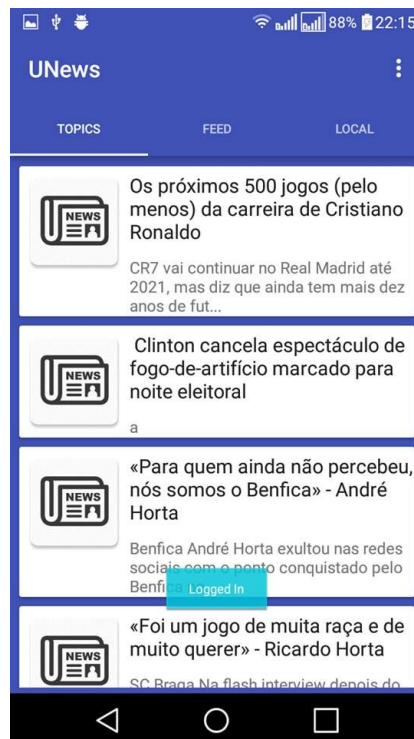 88% 22:15
UNews
TOPICS FEED LOCAL
NEWS
Os próximos 500 jogos (pelo
menos) da carreira de Cristiano
Ronaldo
CR7 vai continuar no Real Madrid até
2021, mas diz que ainda tem mais dez
anos de fut...
NEWS
Clinton cancela espectáculo de
fogo-de-artifício marcado para
noite eleitoral
a
NEWS
«Para quem ainda não percebeu,
nós somos o Benfica» - André
Horta
Benfica André Horta exultou nas redes
sociais com o ponto conquistado pelo
Benfica
Logged In
NEWS
«Foi um jogo de muita raça e de
muito querer» - Ricardo Horta
SC Braga Na flash interview depois do